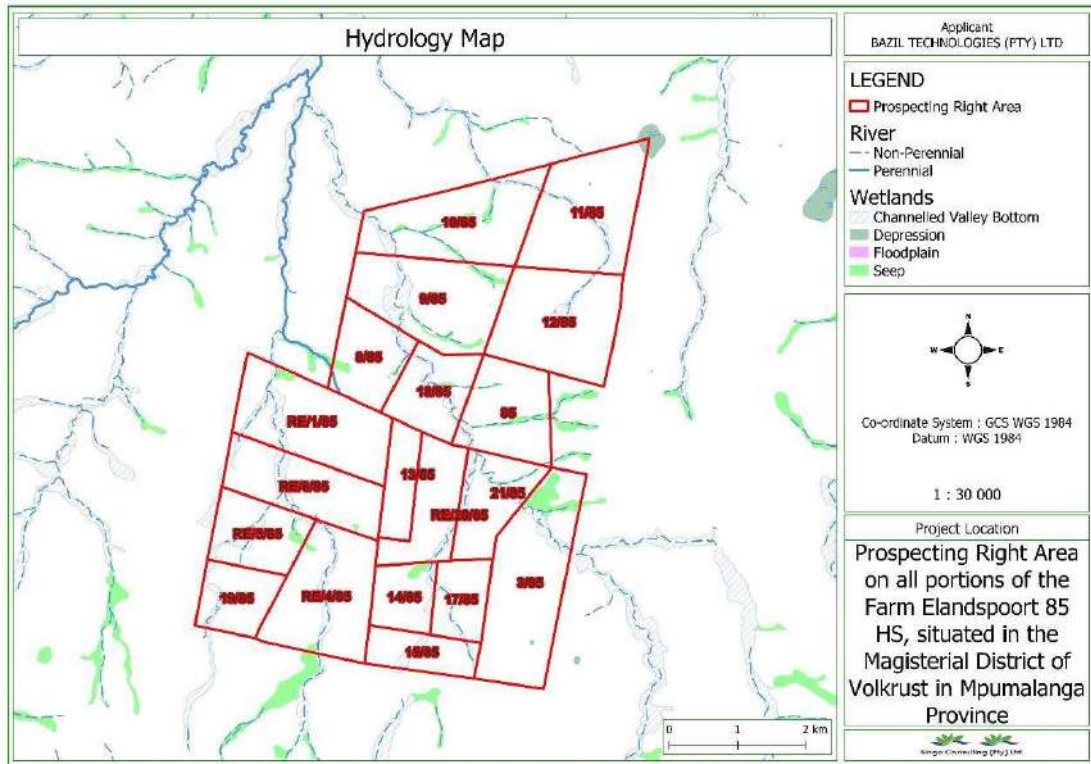 Hydrology Map
10/85
11/85
9/85
12/85
8/85
18/85
85
RE/1/85
13/85
RE/6/85
21/85
RE/20/85
RE/5/85
3/85
19/85
RE/4/85
14/85
17/85
15/85
0 1 2 km
Applicant
BAZIL TECHNOLOGIES (PTY) LTD
LEGEND
Prospecting Right Area
River
Non-Perennial
Perennial
Wetlands
Channelled Valley Bottom
Depression
Floodplain
Seep
N
W E
S
Co-ordinate System : GCS WGS 1984
Datum : WGS 1984
1 : 30 000
Project Location
Prospecting Right Area
on all portions of the
Farm Elandspoort 85
HS, situated in the
Magisterial District of
Volkrust in Mpumalanga
Province
Singo Consulting (Pty) Ltd